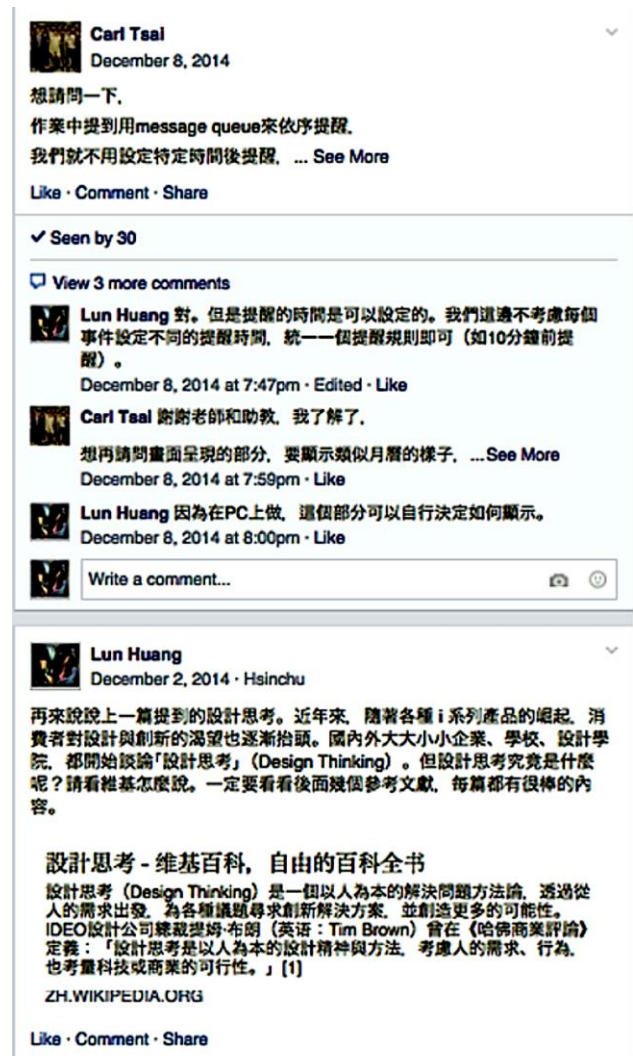 Carl Tsai
December 8, 2014
想請問一下,
作業中提到用message queue來依序提醒,
我們就不用設定特定時間後提醒, ... See More
Like · Comment · Share
Seen by 30
View 3 more comments
Lun Huang 對。但是提醒的時間是可以設定的。我們這邊不考慮每個
事件設定不同的提醒時間, 統一一個提醒規則即可（如10分鐘前提
醒）。
December 8, 2014 at 7:47pm · Edited · Like
Carl Tsai 謝謝老師和助教, 我了解了,
想再請問畫面呈現的部分, 要顯示類似月曆的樣子, ...See More
December 8, 2014 at 7:59pm · Like
Lun Huang 因為在PC上做, 這個部分可以自行決定如何顯示。
December 8, 2014 at 8:00pm · Like
Write a comment...
Lun Huang
December 2, 2014 · Hsinchu
再來說說上一篇提到的設計思考。近年來, 隨著各種 i 系列產品的崛起, 消
費者對設計與創新的渴望也逐漸抬頭。國內外大大小小企業、學校、設計學
院, 都開始談論「設計思考」（Design Thinking）。但設計思考究竟是什麼
呢？請看維基怎麼說。一定要看看後面幾個參考文獻, 每篇都有很棒的內
容。
設計思考 - 维基百科, 自由的百科全书
設計思考（Design Thinking）是一個以人為本的解決問題方法論, 透過從
人的需求出發, 為各種議題尋求創新解決方案, 並創造更多的可能性。
IDEO設計公司總裁提姆·布朗（英语：Tim Brown）曾在《哈佛商業評論》
定義：「設計思考是以人為本的設計精神與方法, 考慮人的需求、行為,
也考量科技或商業的可行性。」[1]
ZH.WIKIPEDIA.ORG
Like · Comment · Share